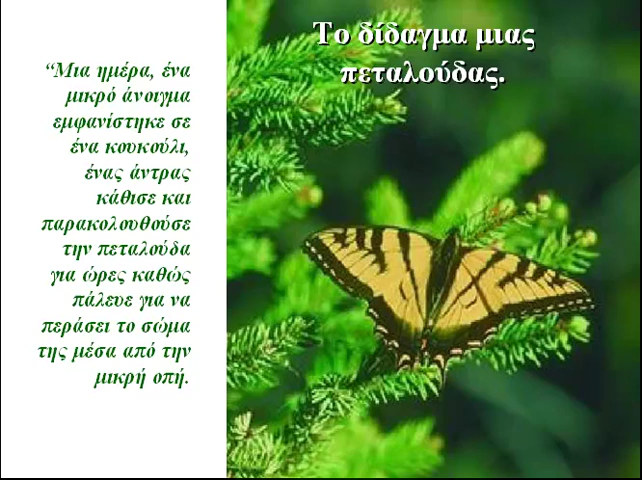 Το δίδαγμα μιας
πεταλούδας.
“Μια ημέρα, ένα
μικρό άνοιγμα
εμφανίστηκε σε
ένα κουκούλι,
ένας άντρας
κάθισε και
παρακολουθούσε
την πεταλούδα
για ώρες καθώς
πάλευε για να
περάσει το σώμα
της μέσα από την
μικρή οπή.